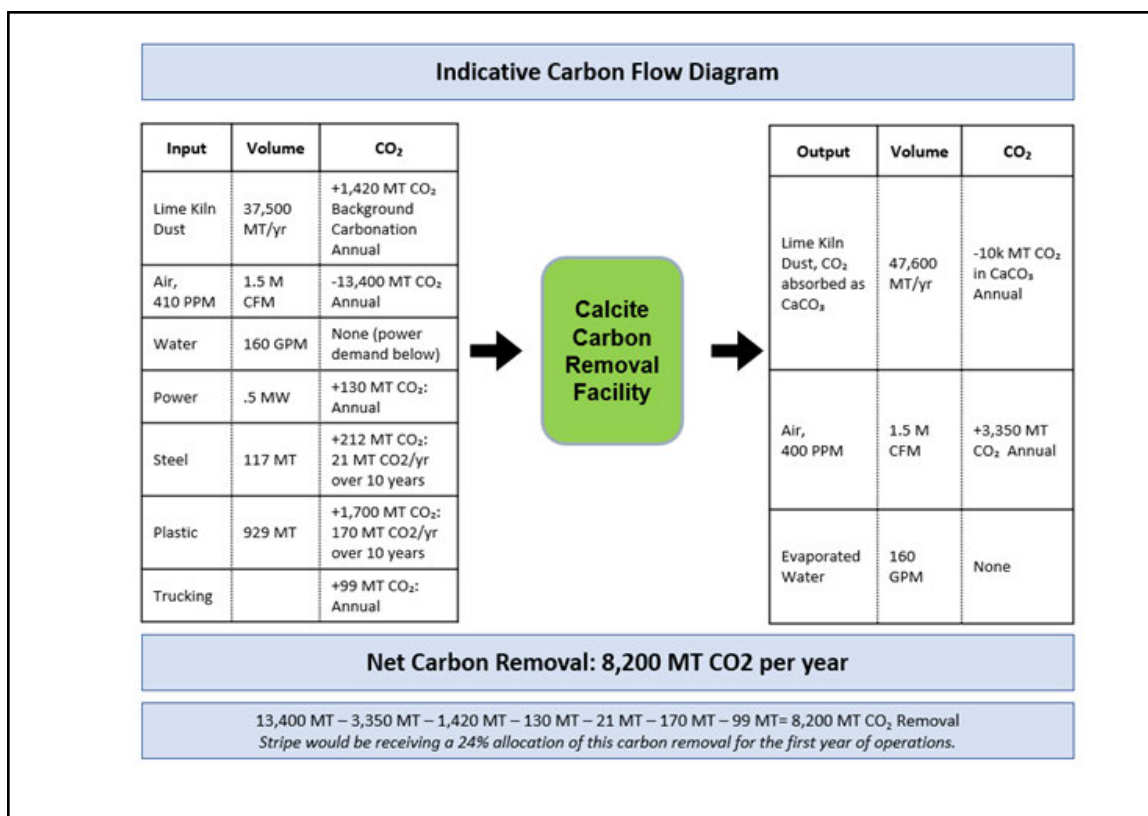 Indicative Carbon Flow Diagram
Input
Volume
CO₂
Lime Kiln
Dust
37,500
MT/yr
+1,420 MT CO₂
Background
Carbonation
Annual
Air,
410 PPM
1.5 M
CFM
-13,400 MT CO₂
Annual
Water
160 GPM
None (power
demand below)
Power
.5 MW
+130 MT CO₂:
Annual
Steel
117 MT
+212 MT CO₂:
21 MT CO2/yr
over 10 years
Plastic
929 MT
+1,700 MT CO₂:
170 MT CO2/yr
over 10 years
Trucking
+99 MT CO₂:
Annual
Calcite
Carbon
Removal
Facility
Output
Volume
CO₂
Lime Kiln
Dust, CO₂
absorbed as
CaCO₃
47,600
MT/yr
-10k MT CO₂
in CaCO₃
Annual
Air,
400 PPM
1.5 M
CFM
+3,350 MT
CO₂ Annual
Evaporated
Water
160
GPM
None
Net Carbon Removal: 8,200 MT CO2 per year
13,400 MT – 3,350 MT – 1,420 MT – 130 MT – 21 MT – 170 MT – 99 MT= 8,200 MT CO₂ Removal
Stripe would be receiving a 24% allocation of this carbon removal for the first year of operations.